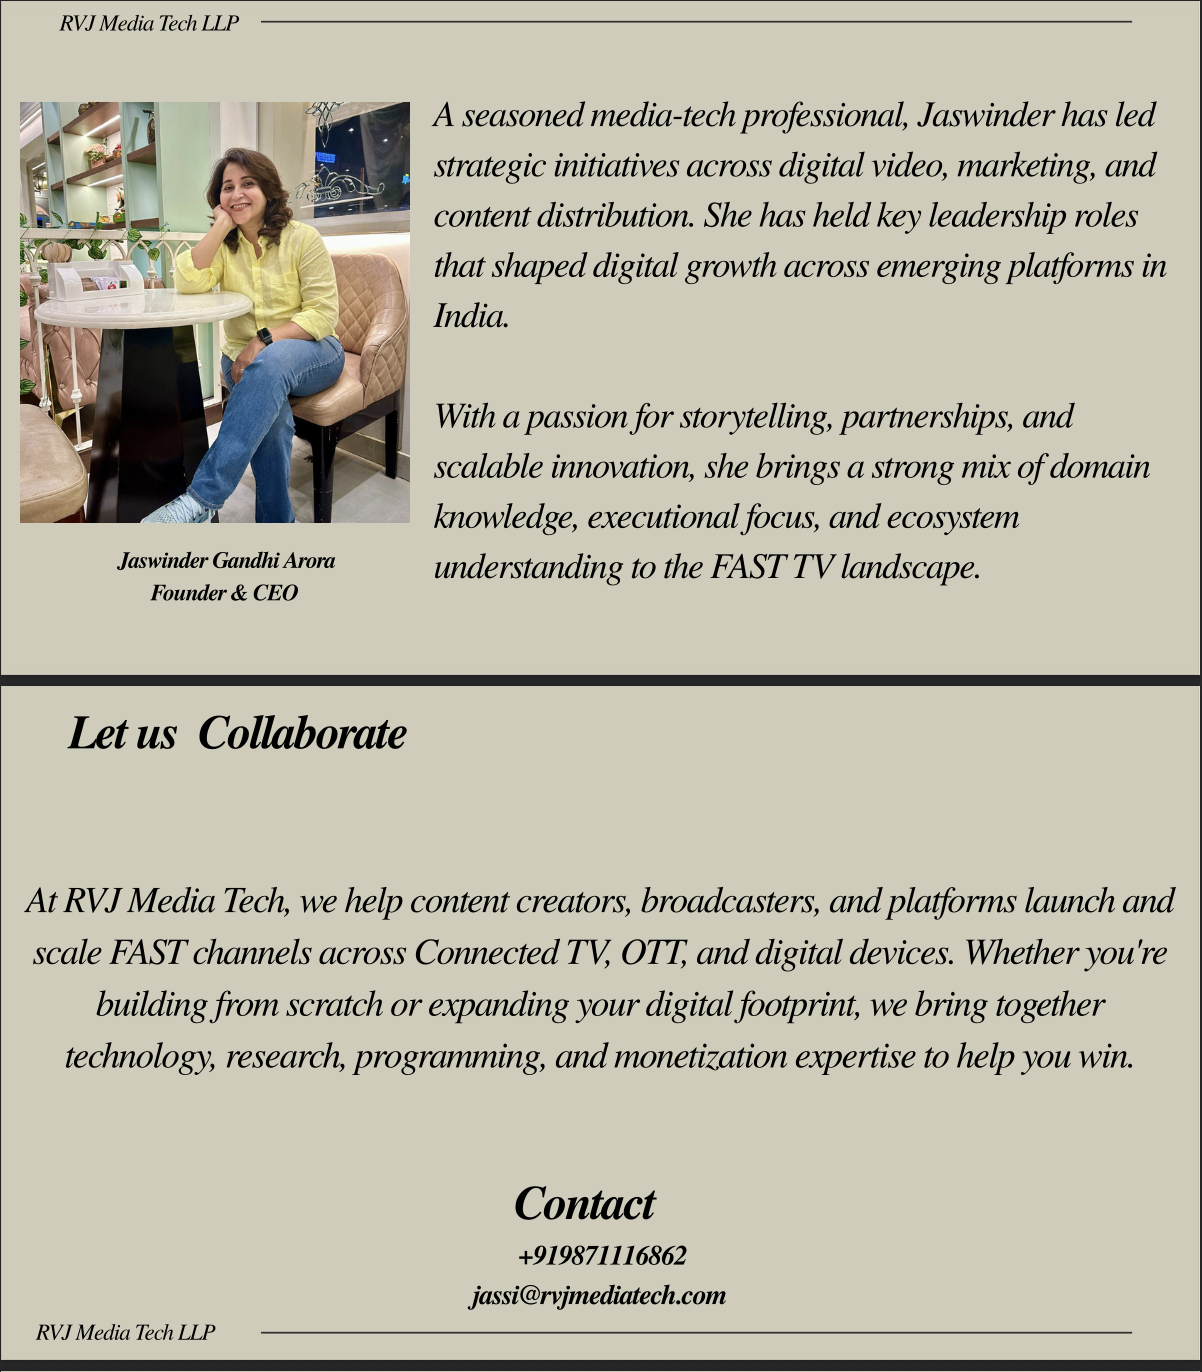 RVJ Media Tech LLP
A seasoned media-tech professional, Jaswinder has led
strategic initiatives across digital video, marketing, and
content distribution. She has held key leadership roles
that shaped digital growth across emerging platforms in
India.
With a passion for storytelling, partnerships, and
scalable innovation, she brings a strong mix of domain
knowledge, executional focus, and ecosystem
understanding to the FAST TV landscape.
Jaswinder Gandhi Arora
Founder & CEO
Let us  Collaborate
At RVJ Media Tech, we help content creators, broadcasters, and platforms launch and
scale FAST channels across Connected TV, OTT, and digital devices. Whether you're
building from scratch or expanding your digital footprint, we bring together
technology, research, programming, and monetization expertise to help you win.
Contact
+919871116862
jassi@rvjmediatech.com
RVJ Media Tech LLP